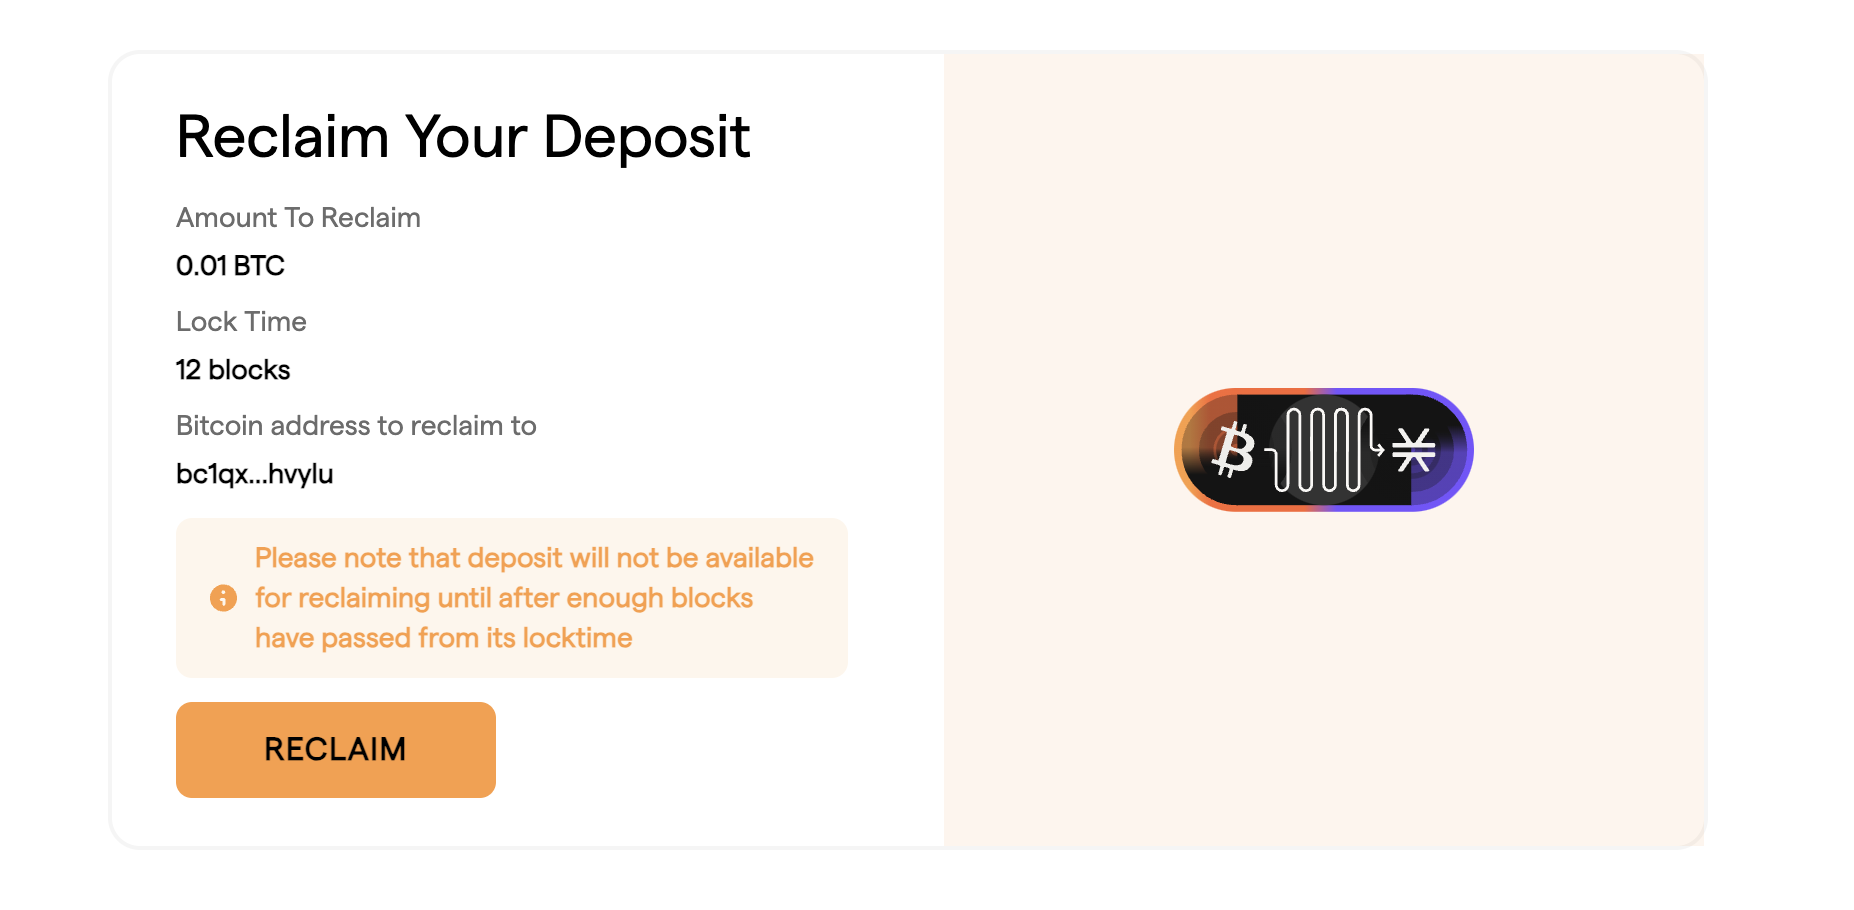 Reclaim Your Deposit
Amount To Reclaim
0.01 BTC
Lock Time
12 blocks
Bitcoin address to reclaim to
bc1qx...hvylu
Please note that deposit will not be available
for reclaiming until after enough blocks
have passed from its locktime
RECLAIM